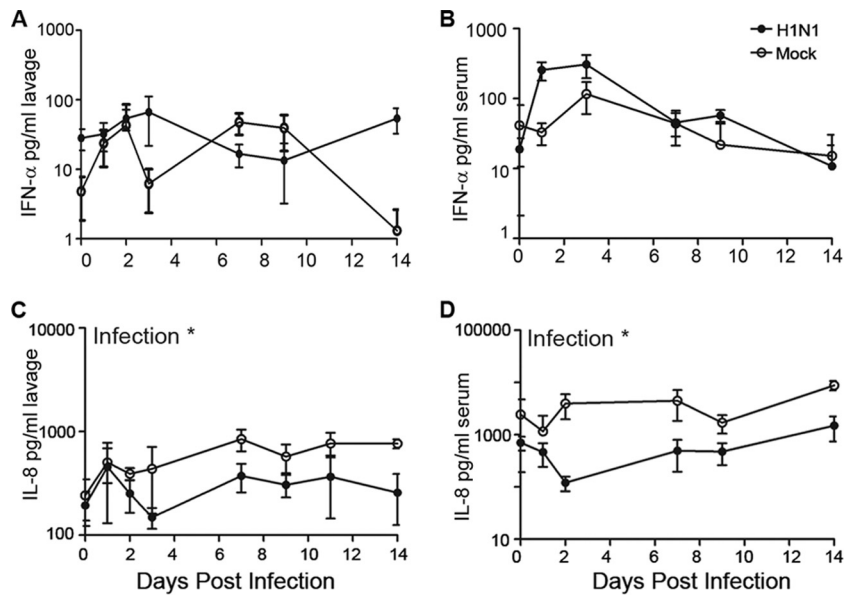 A
IFN-α pg/ml lavage
1000
100
10
1
0 2 4 6 8 10 12 14
B
IFN-α pg/ml serum
1000
100
10
1
0 2 4 6 8 10 12 14
H1N1
Mock
C
Infection *
IL-8 pg/ml lavage
10000
1000
100
0 2 4 6 8 10 12 14
Days Post Infection
D
Infection *
IL-8 pg/ml serum
100000
1000
10
0 2 4 6 8 10 12 14
Days Post Infection